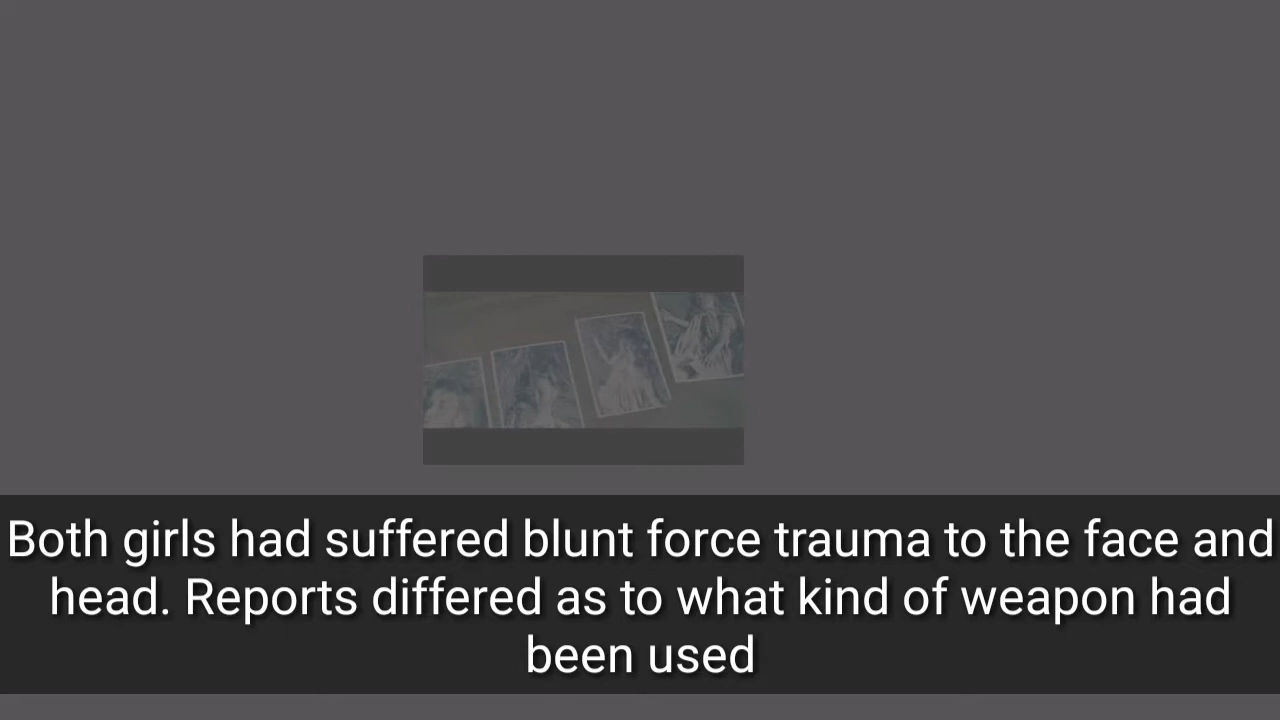 Both girls had suffered blunt force trauma to the face and
head. Reports differed as to what kind of weapon had
been used